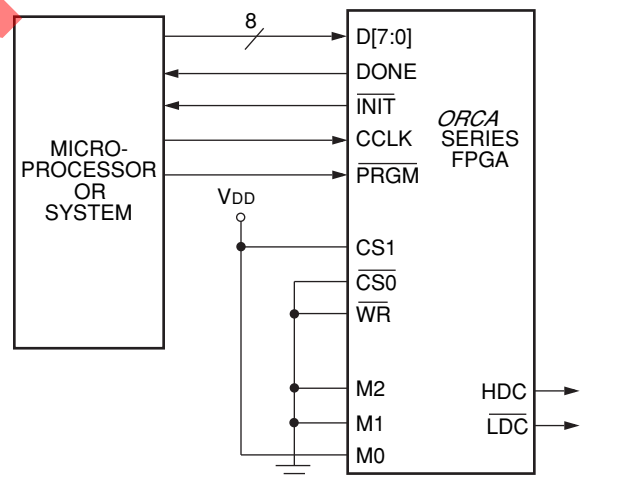 8
D[7:0]
DONE
INIT
CCLK
PRGM
ORCA
SERIES
FPGA
MICRO-
PROCESSOR
OR
SYSTEM
VDD
CS1
CS0
WR
M2
M1
M0
HDC
LDC